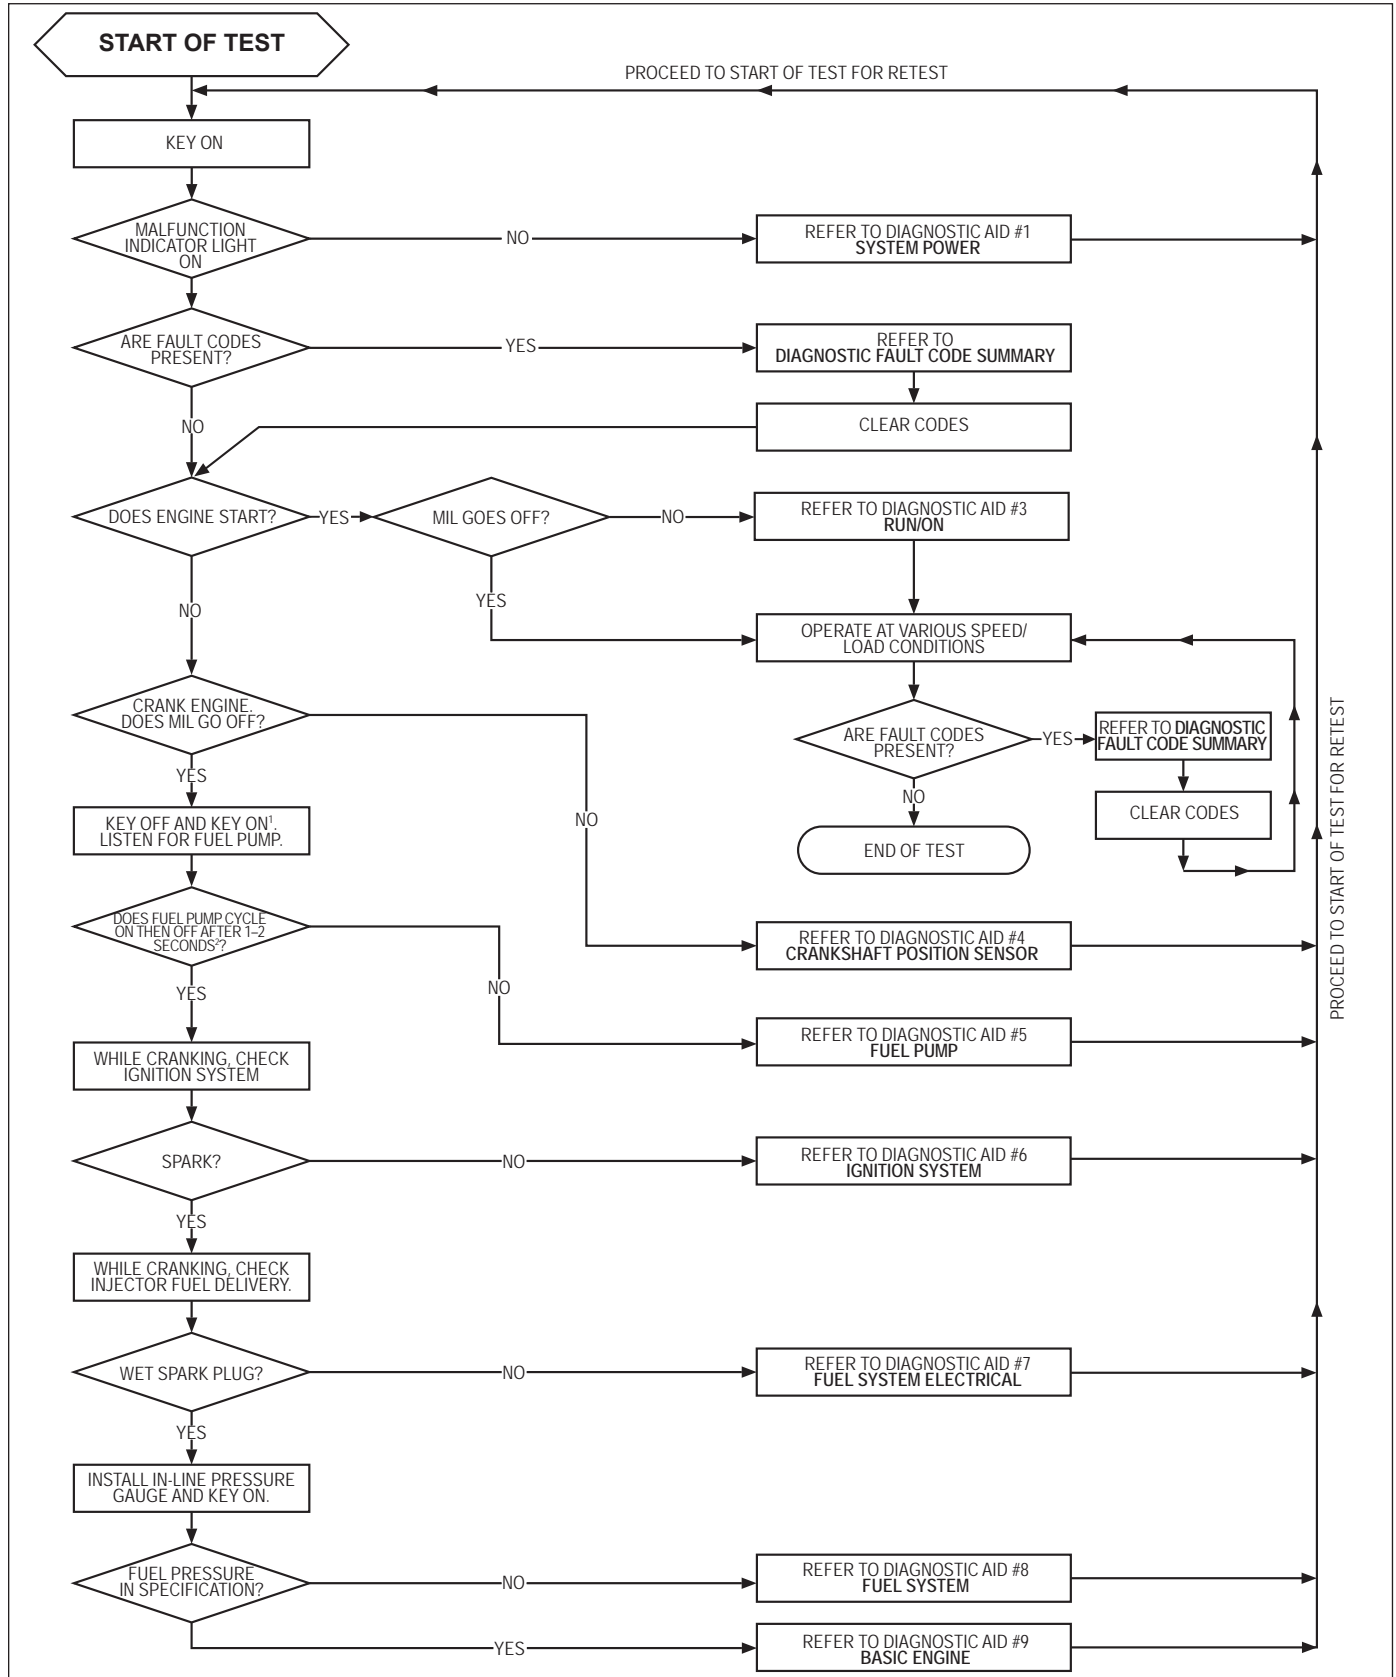 START OF TEST
PROCEED TO START OF TEST FOR RETEST
KEY ON
MALFUNCTION
INDICATOR LIGHT
ON
NO
REFER TO DIAGNOSTIC AID #1
SYSTEM POWER
ARE FAULT CODES
PRESENT?
YES
REFER TO
DIAGNOSTIC FAULT CODE SUMMARY
NO
CLEAR CODES
DOES ENGINE START?
YES
MIL GOES OFF?
NO
REFER TO DIAGNOSTIC AID #3
RUN/ON
NO
YES
OPERATE AT VARIOUS SPEED/
LOAD CONDITIONS
CRANK ENGINE.
DOES MIL GO OFF?
ARE FAULT CODES
PRESENT?
YES
REFER TO DIAGNOSTIC
FAULT CODE SUMMARY
YES
NO
CLEAR CODES
KEY OFF AND KEY ON¹.
LISTEN FOR FUEL PUMP.
NO
END OF TEST
PROCEED TO START OF TEST FOR RETEST
DOES FUEL PUMP CYCLE
ON THEN OFF AFTER 1–2
SECONDS²?
REFER TO DIAGNOSTIC AID #4
CRANKSHAFT POSITION SENSOR
YES
NO
REFER TO DIAGNOSTIC AID #5
FUEL PUMP
WHILE CRANKING, CHECK
IGNITION SYSTEM
SPARK?
NO
REFER TO DIAGNOSTIC AID #6
IGNITION SYSTEM
YES
WHILE CRANKING, CHECK
INJECTOR FUEL DELIVERY.
WET SPARK PLUG?
NO
REFER TO DIAGNOSTIC AID #7
FUEL SYSTEM ELECTRICAL
YES
INSTALL IN-LINE PRESSURE
GAUGE AND KEY ON.
FUEL PRESSURE
IN SPECIFICATION?
NO
REFER TO DIAGNOSTIC AID #8
FUEL SYSTEM
YES
REFER TO DIAGNOSTIC AID #9
BASIC ENGINE